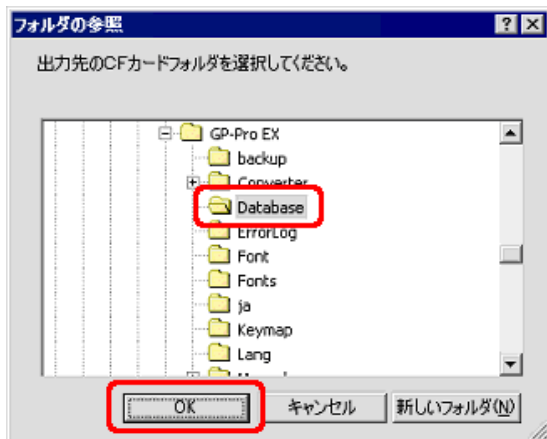 フォルダの参照
出力先のCFカードフォルダを選択してください。
GP-Pro EX
backup
Converter
Database
ErrorLog
Font
Fonts
ja
Keymap
Lang
OK キャンセル 新しいフォルダ(N)